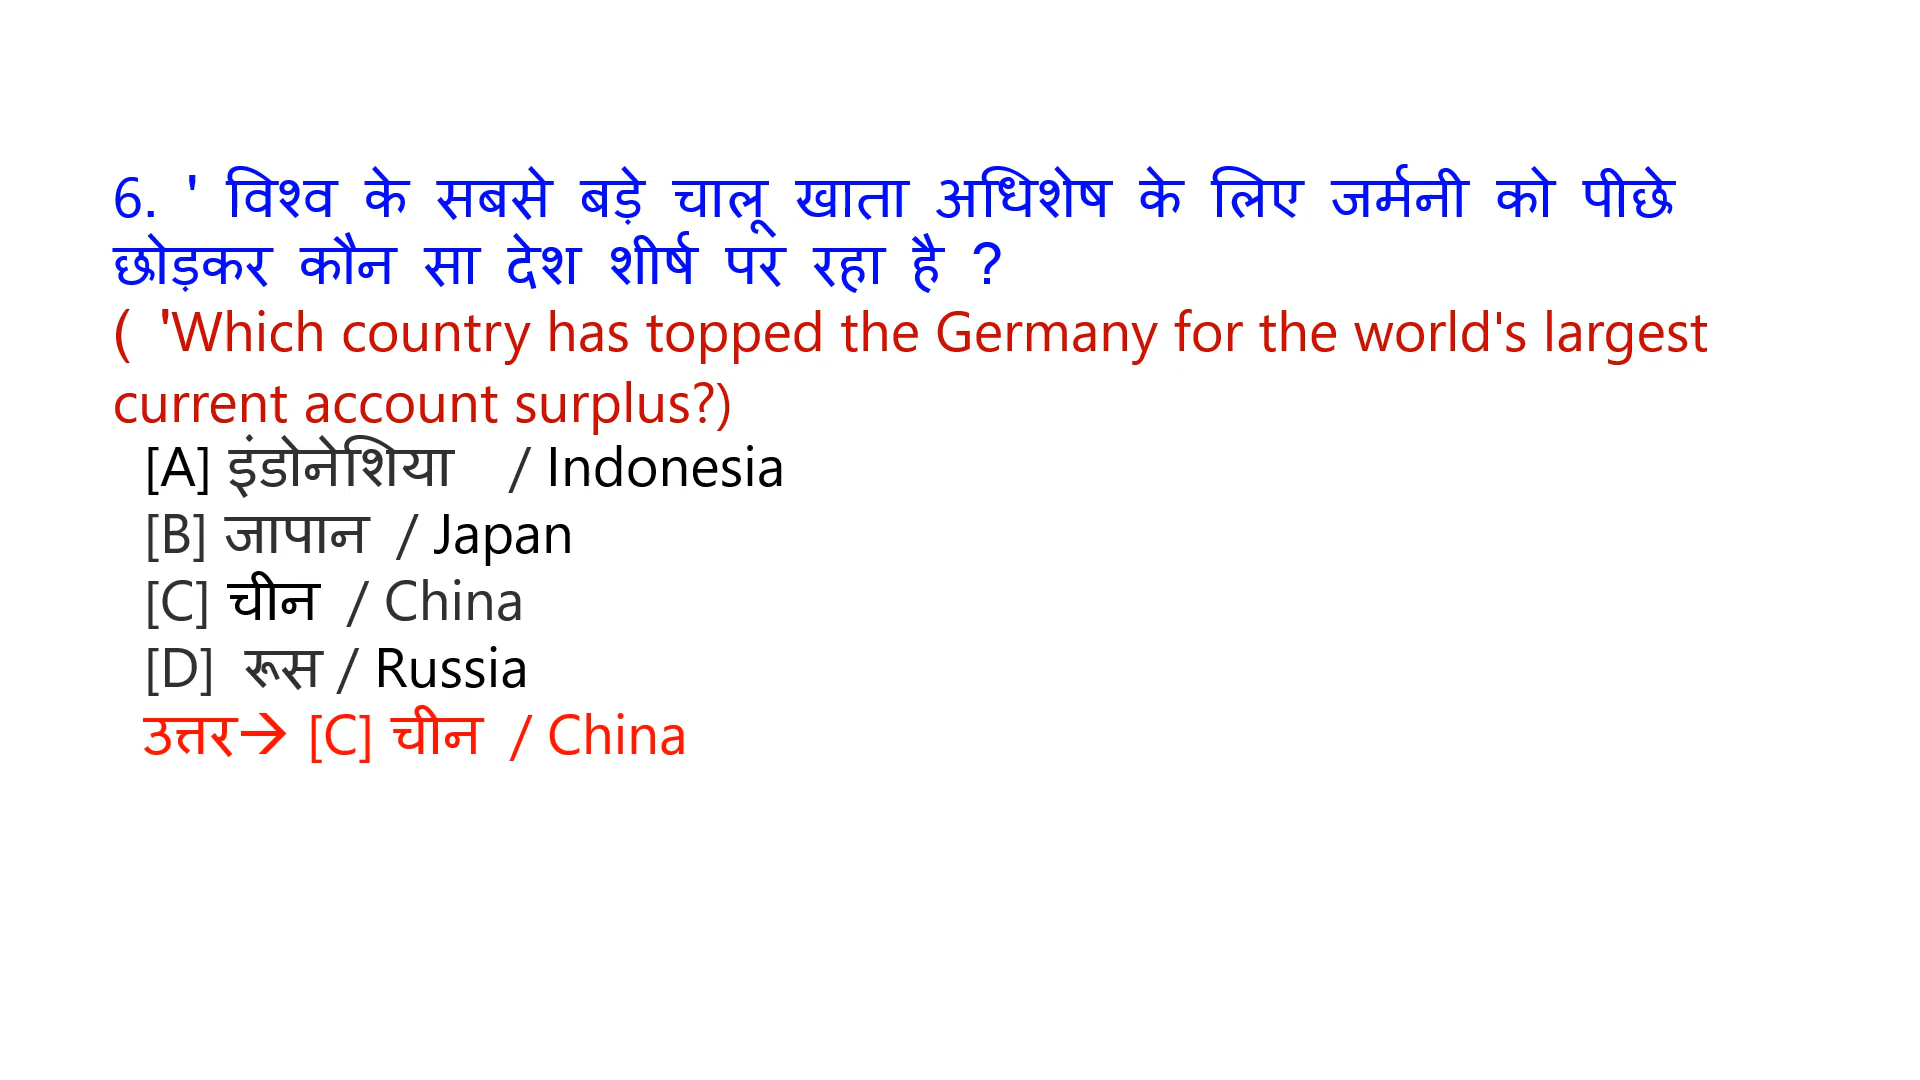 6. ' विश्व के सबसे बड़े चालू खाता अधिशेष के लिए जर्मनी को पीछे
छोड़कर कौन सा देश शीर्ष पर रहा है ?
( 'Which country has topped the Germany for the world's largest
current account surplus?)
[A] इंडोनेशिया / Indonesia
[B] जापान / Japan
[C] चीन / China
[D] रूस / Russia
उत्तर→ [C] चीन / China